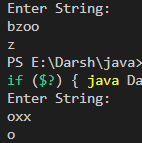 Enter String:
bzoo
z
PS E:\Darsh\java>
if ($?) { java Da
Enter String:
oxx
o